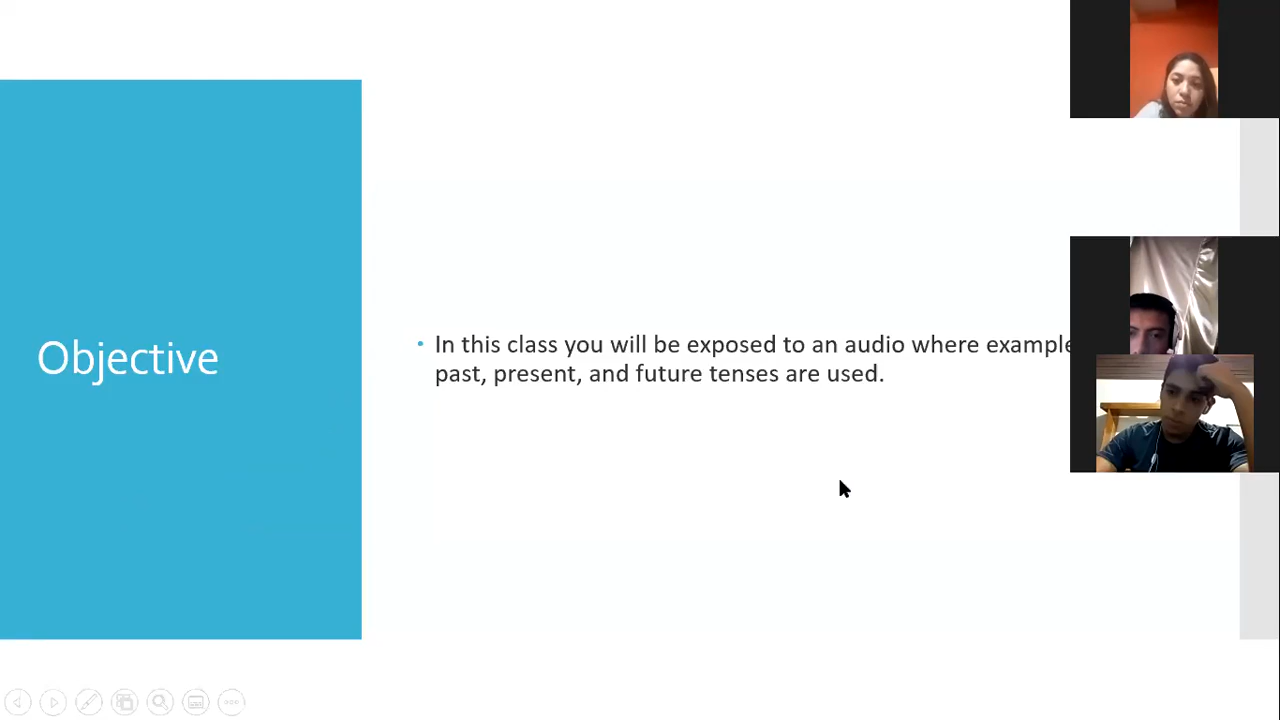 Objective
• In this class you will be exposed to an audio where example
past, present, and future tenses are used.